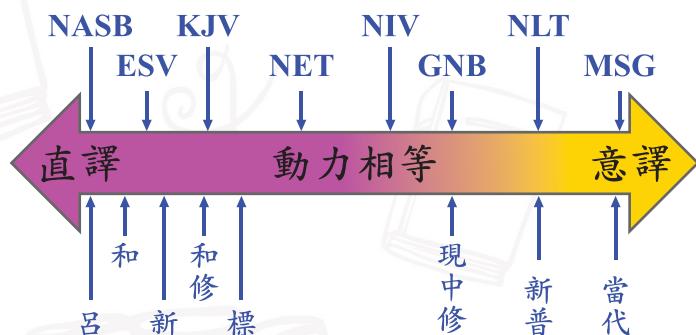 NASB KJV NIV NLT
ESV NET GNB MSG
直譯 動力相等 意譯
和 和修 現中修 新普 當代
呂 新 標